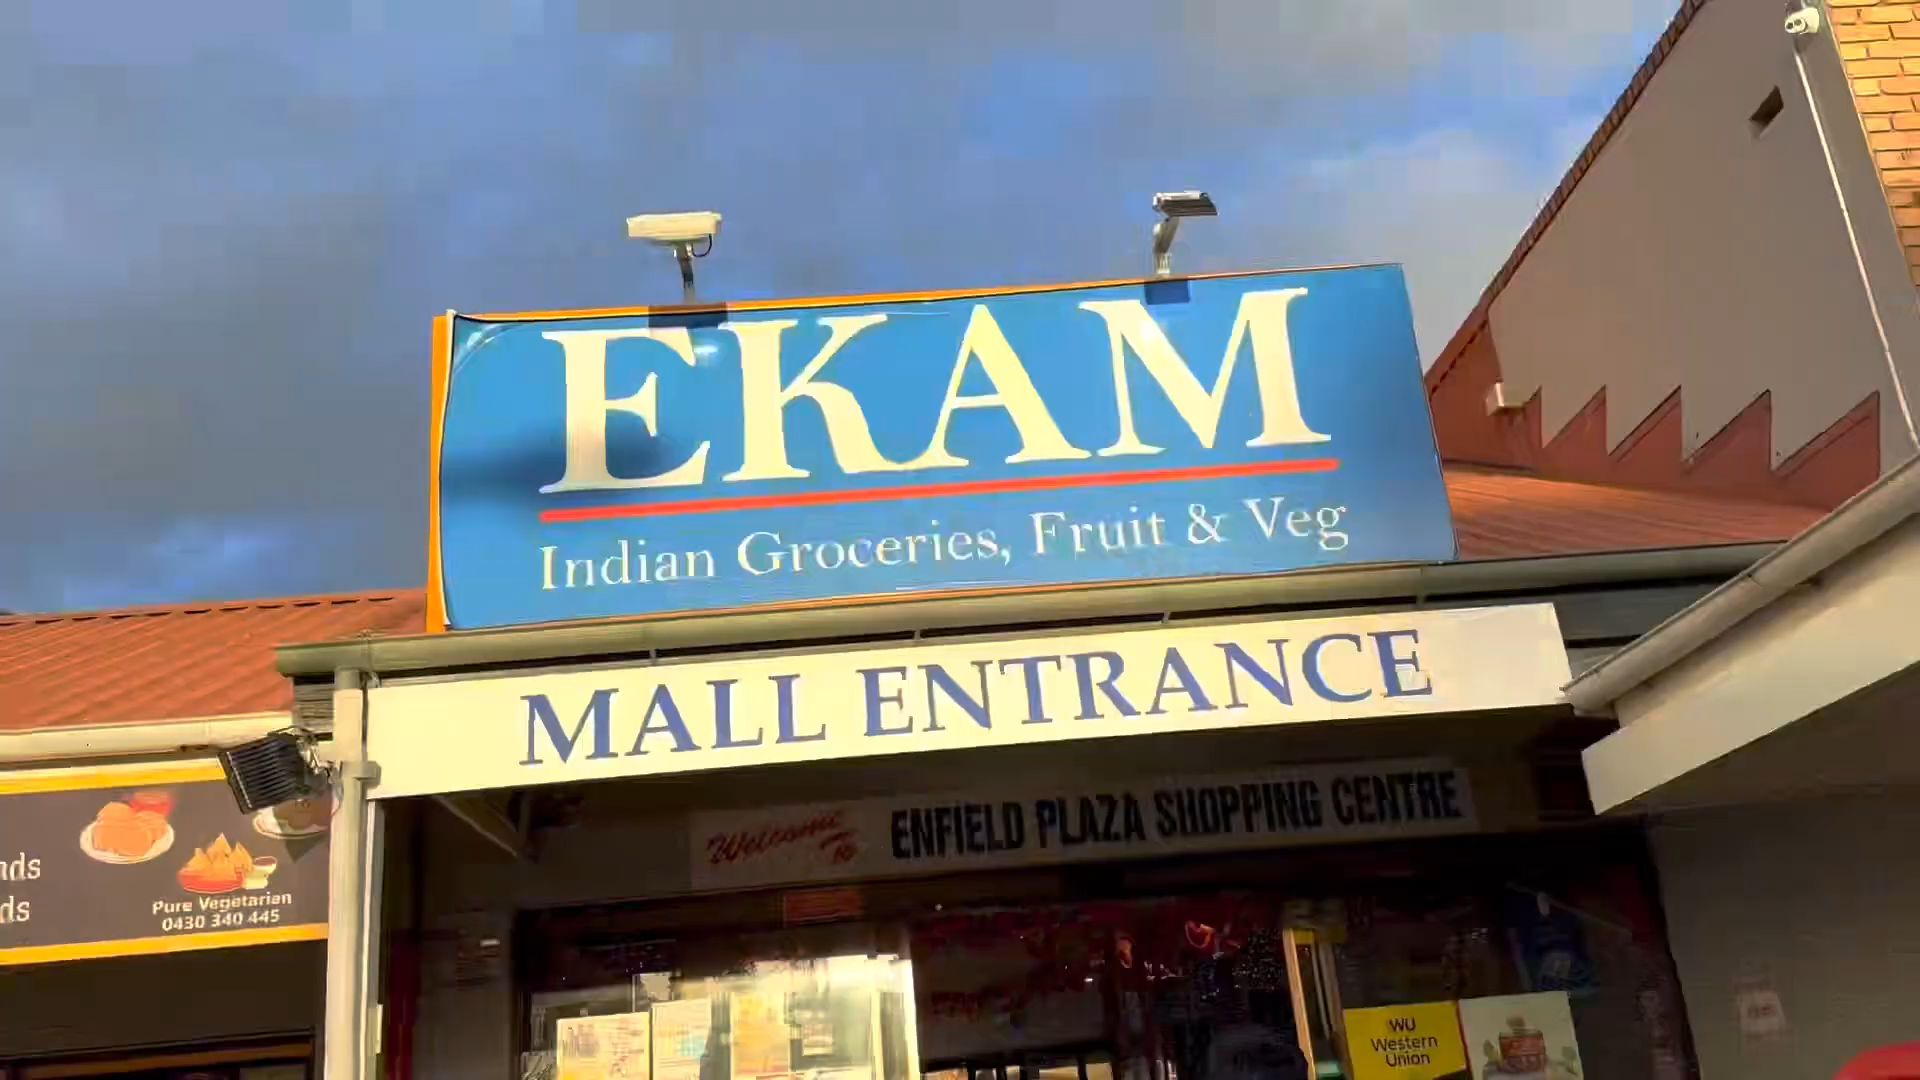 EKAM
Indian Groceries, Fruit & Veg
MALL ENTRANCE
Welcome to ENFIELD PLAZA SHOPPING CENTRE
nds
ds
Pure Vegetarian
0430 340 445
WU
Western
Union